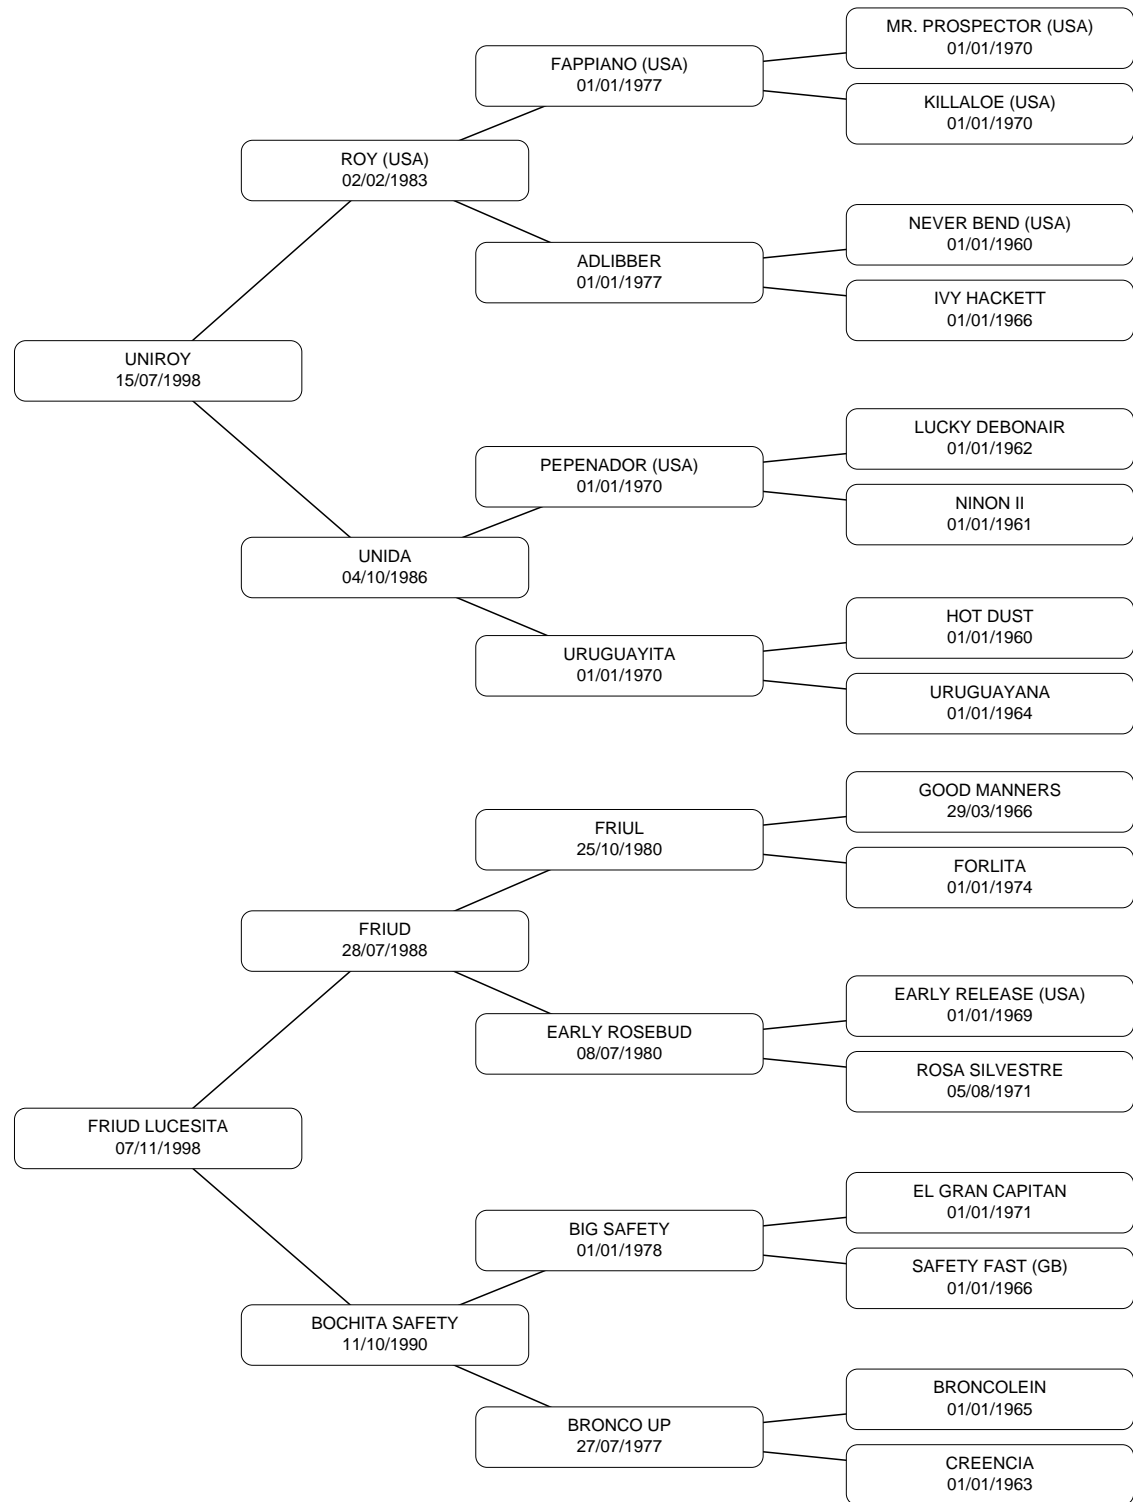 MR. PROSPECTOR (USA)
01/01/1970
FAPPIANO (USA)
01/01/1977
KILLALOE (USA)
01/01/1970
ROY (USA)
02/02/1983
NEVER BEND (USA)
01/01/1960
ADLIBBER
01/01/1977
IVY HACKETT
01/01/1966
UNIROY
15/07/1998
LUCKY DEBONAIR
01/01/1962
PEPENADOR (USA)
01/01/1970
NINON II
01/01/1961
UNIDA
04/10/1986
HOT DUST
01/01/1960
URUGUAYITA
01/01/1970
URUGUAYANA
01/01/1964
GOOD MANNERS
29/03/1966
FRIUL
25/10/1980
FORLITA
01/01/1974
FRIUD
28/07/1988
EARLY RELEASE (USA)
01/01/1969
EARLY ROSEBUD
08/07/1980
ROSA SILVESTRE
05/08/1971
FRIUD LUCESITA
07/11/1998
EL GRAN CAPITAN
01/01/1971
BIG SAFETY
01/01/1978
SAFETY FAST (GB)
01/01/1966
BOCHITA SAFETY
11/10/1990
BRONCOLEIN
01/01/1965
BRONCO UP
27/07/1977
CREENCIA
01/01/1963